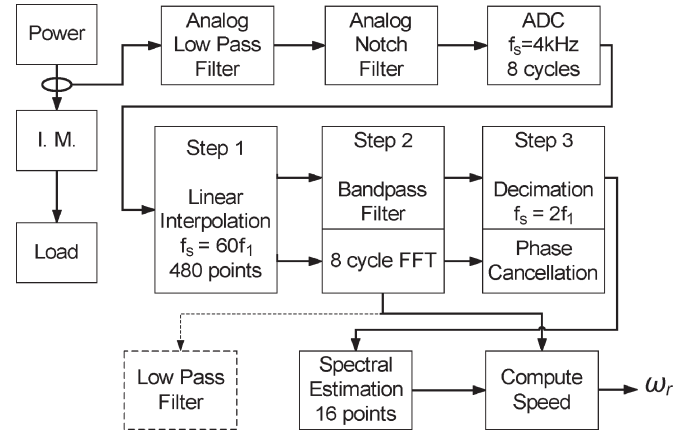 Power
Analog
Low Pass
Filter
Analog
Notch
Filter
ADC
fₛ=4kHz
8 cycles
I. M.
Load
Step 1
Linear
Interpolation
fₛ = 60f₁
480 points
Step 2
Bandpass
Filter
8 cycle FFT
Step 3
Decimation
fₛ = 2f₁
Phase
Cancellation
Low Pass
Filter
Spectral
Estimation
16 points
Compute
Speed
ωᵣ